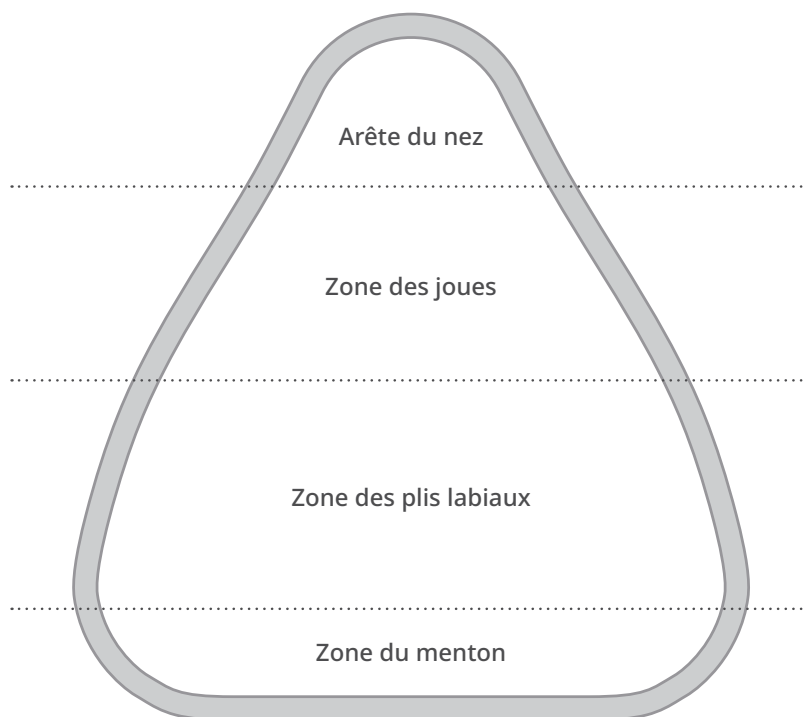 Arête du nez
Zone des joues
Zone des plis labiaux
Zone du menton